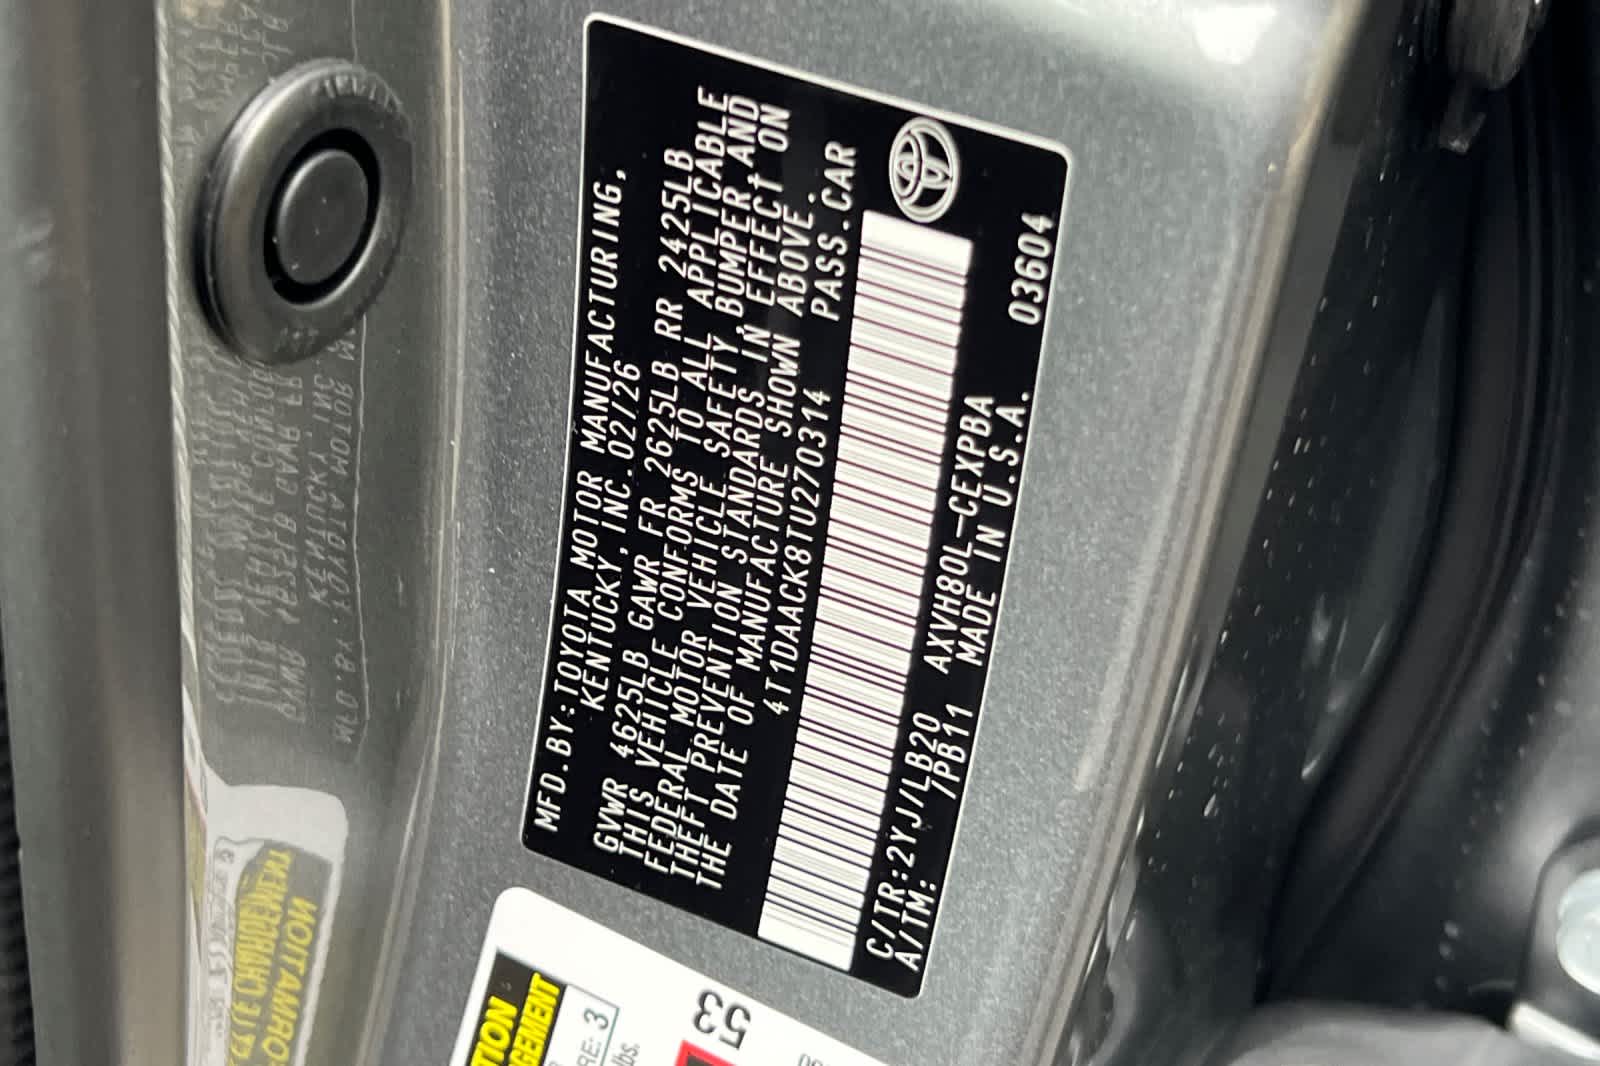 MFD.BY:TOYOTA MOTOR MANUFACTURING,
KENTUCKY, INC.02/26
GVWR 4625LB GAWR FR 2625LB RR 2425LB
THIS VEHICLE CONFORMS TO ALL APPLICABLE
FEDERAL MOTOR VEHICLE SAFETY,BUMPER,AND
THEFT PREVENTION STANDARDS IN EFFECT ON
THE DATE OF MANUFACTURE SHOWN ABOVE.
4T1DAACK8TU270314 PASS.CAR
C/TR:2YJ/LB20 AXVH80L-CEXPBA 03604
A/TM: /PB11 MADE IN U.S.A.
53